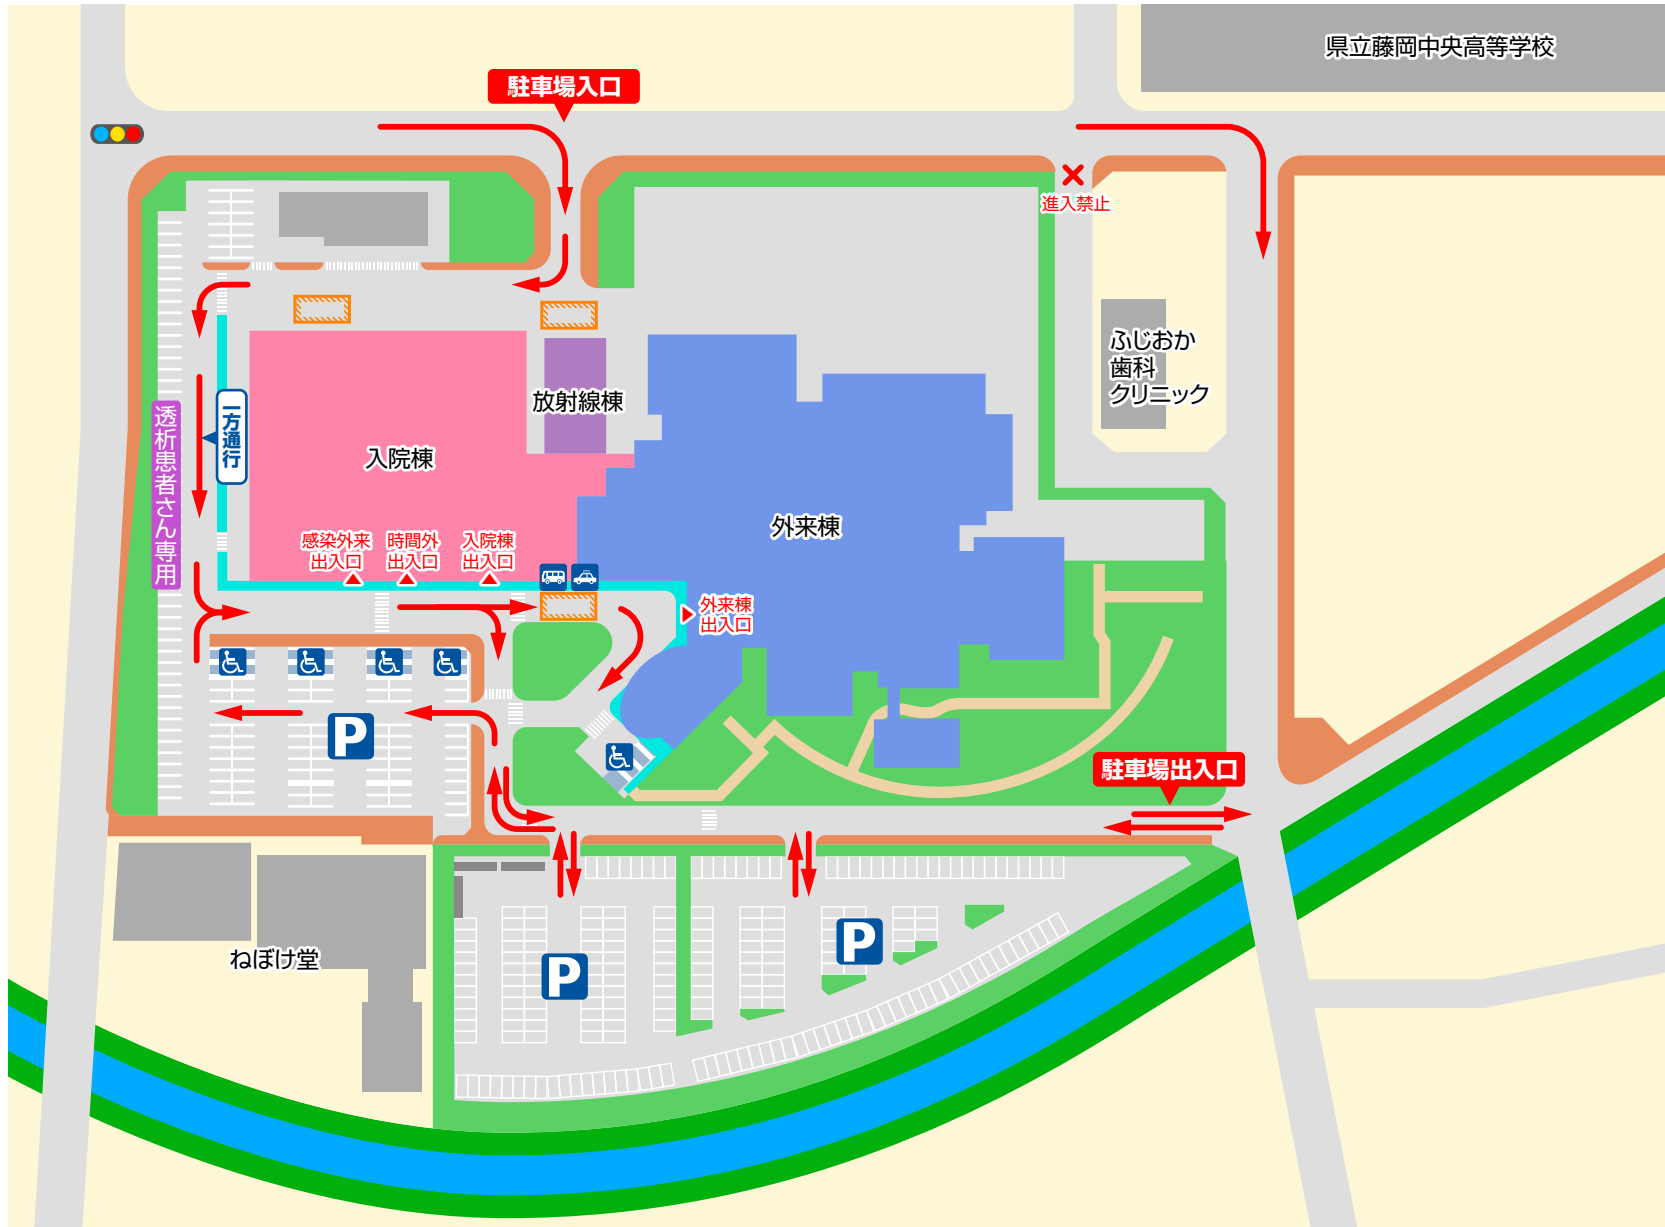 県立藤岡中央高等学校
駐車場入口
進入禁止
ふじおか
歯科
クリニック
放射線棟
一方通行
透析患者さん専用
入院棟
外来棟
感染外来
出入口
時間外
出入口
入院棟
出入口
外来棟
出入口
P
駐車場出入口
ねぼけ堂
P
P